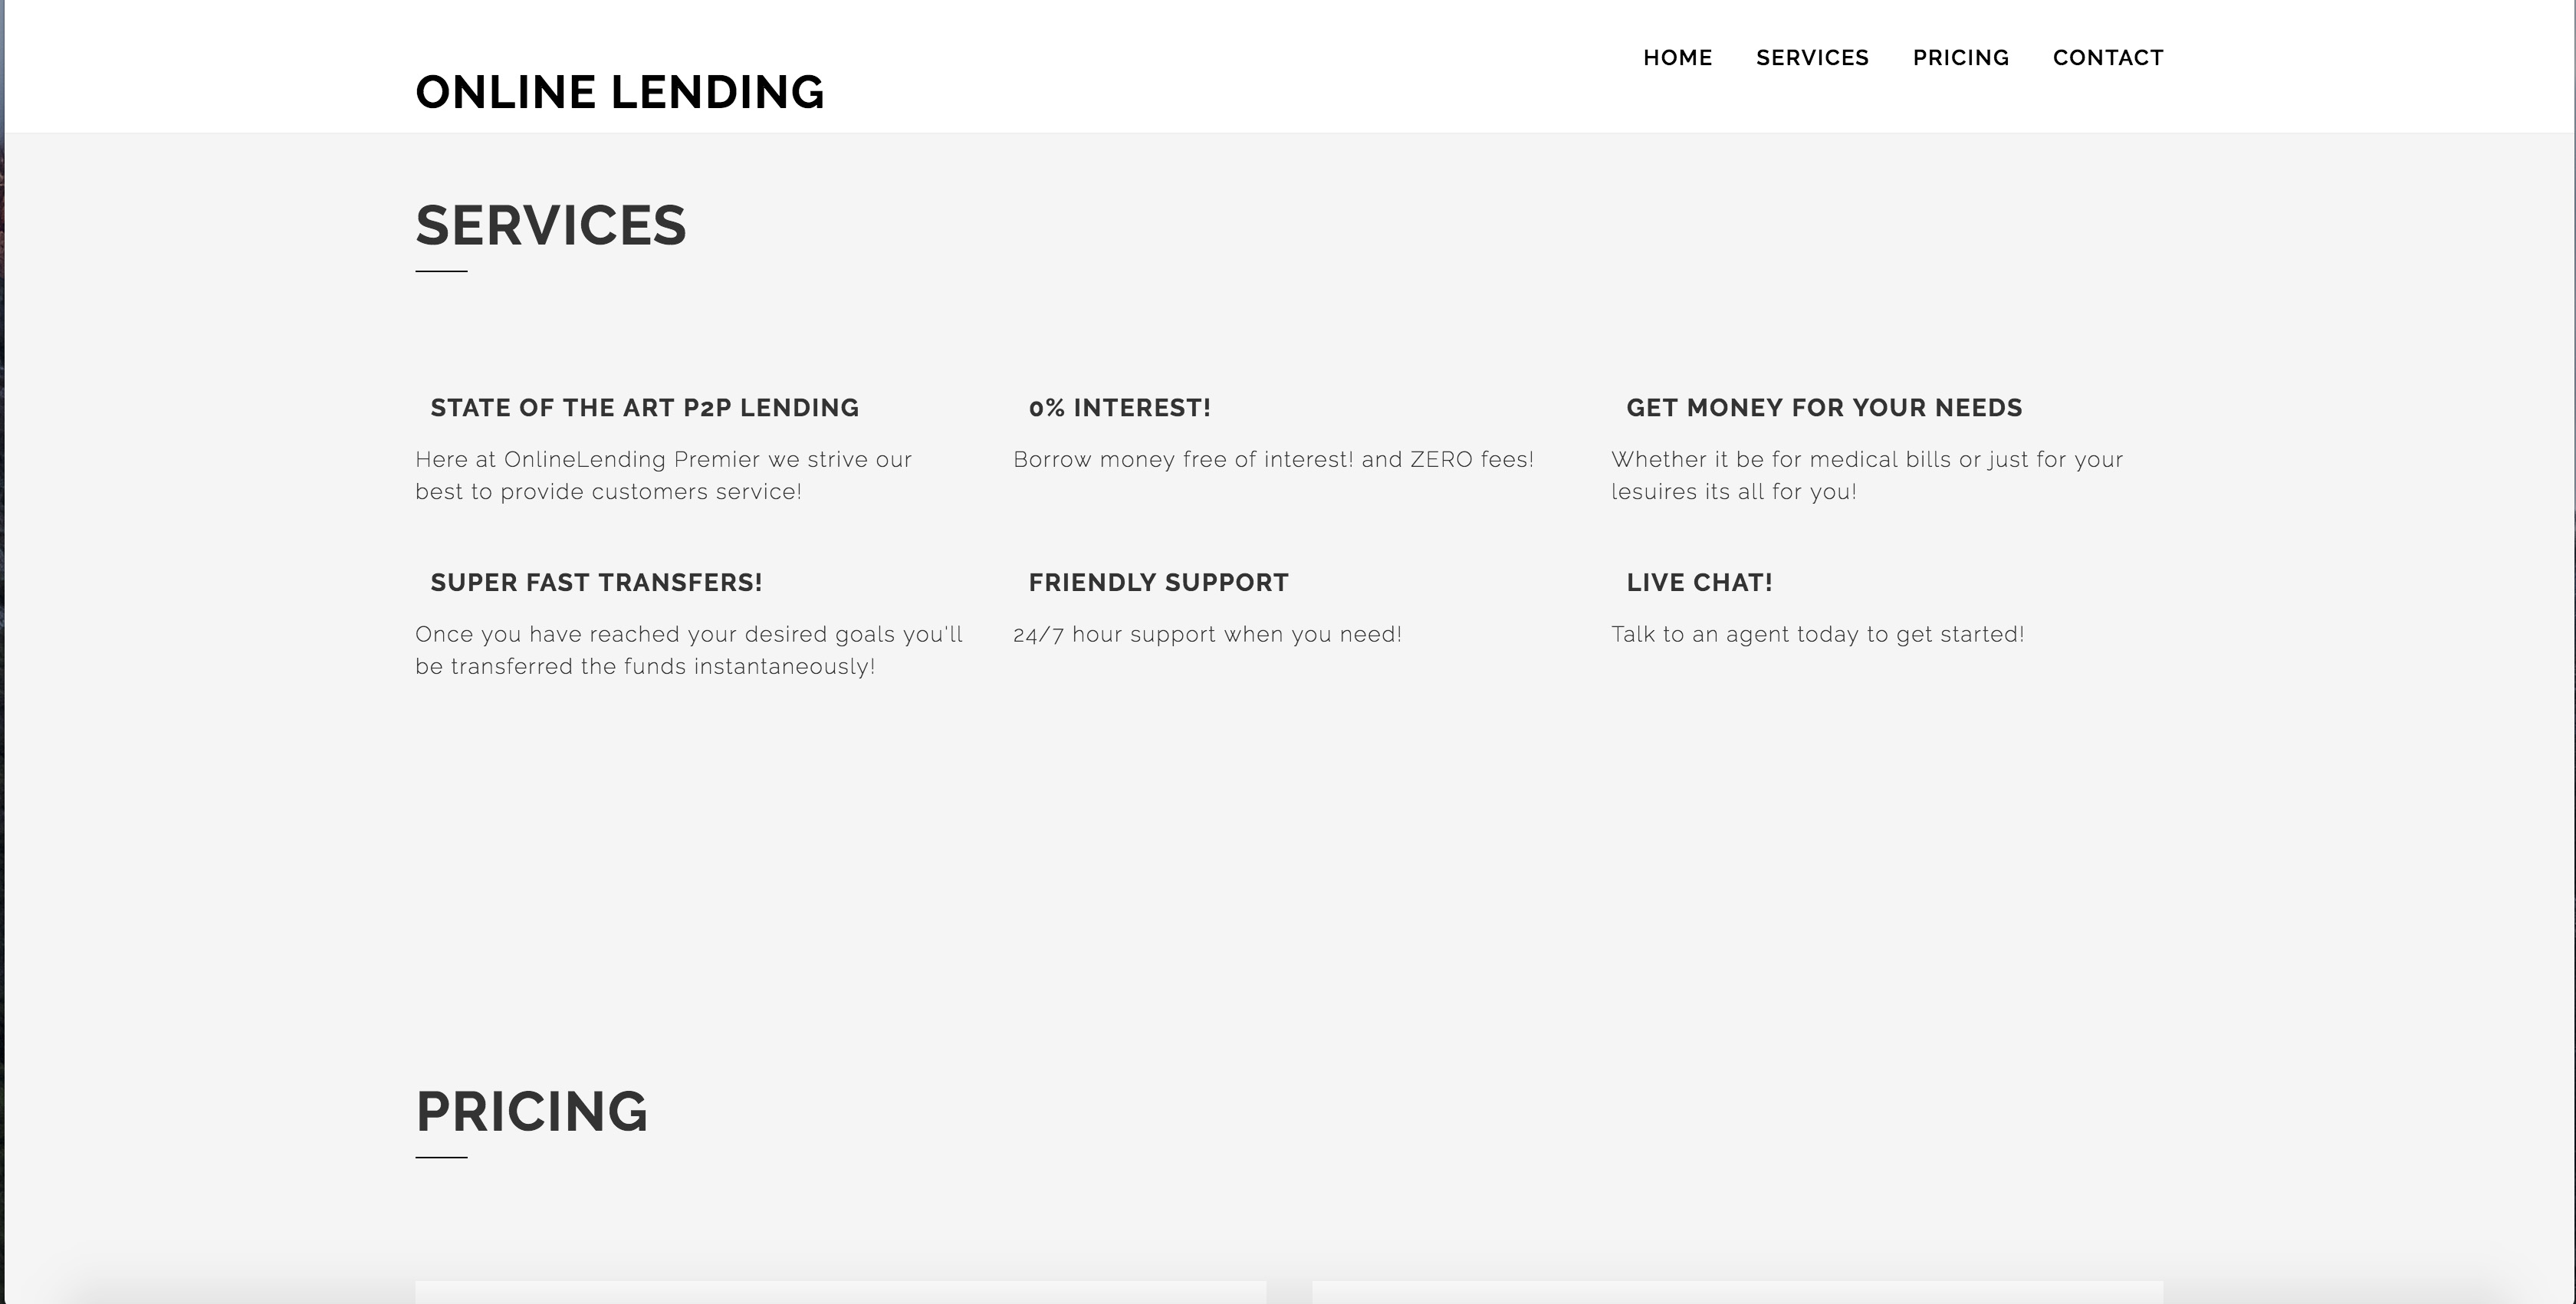 HOME SERVICES PRICING CONTACT
ONLINE LENDING
SERVICES
STATE OF THE ART P2P LENDING
Here at OnlineLending Premier we strive our
best to provide customers service!
0% INTEREST!
Borrow money free of interest! and ZERO fees!
GET MONEY FOR YOUR NEEDS
Whether it be for medical bills or just for your
lesuires its all for you!
SUPER FAST TRANSFERS!
Once you have reached your desired goals you'll
be transferred the funds instantaneously!
FRIENDLY SUPPORT
24/7 hour support when you need!
LIVE CHAT!
Talk to an agent today to get started!
PRICING